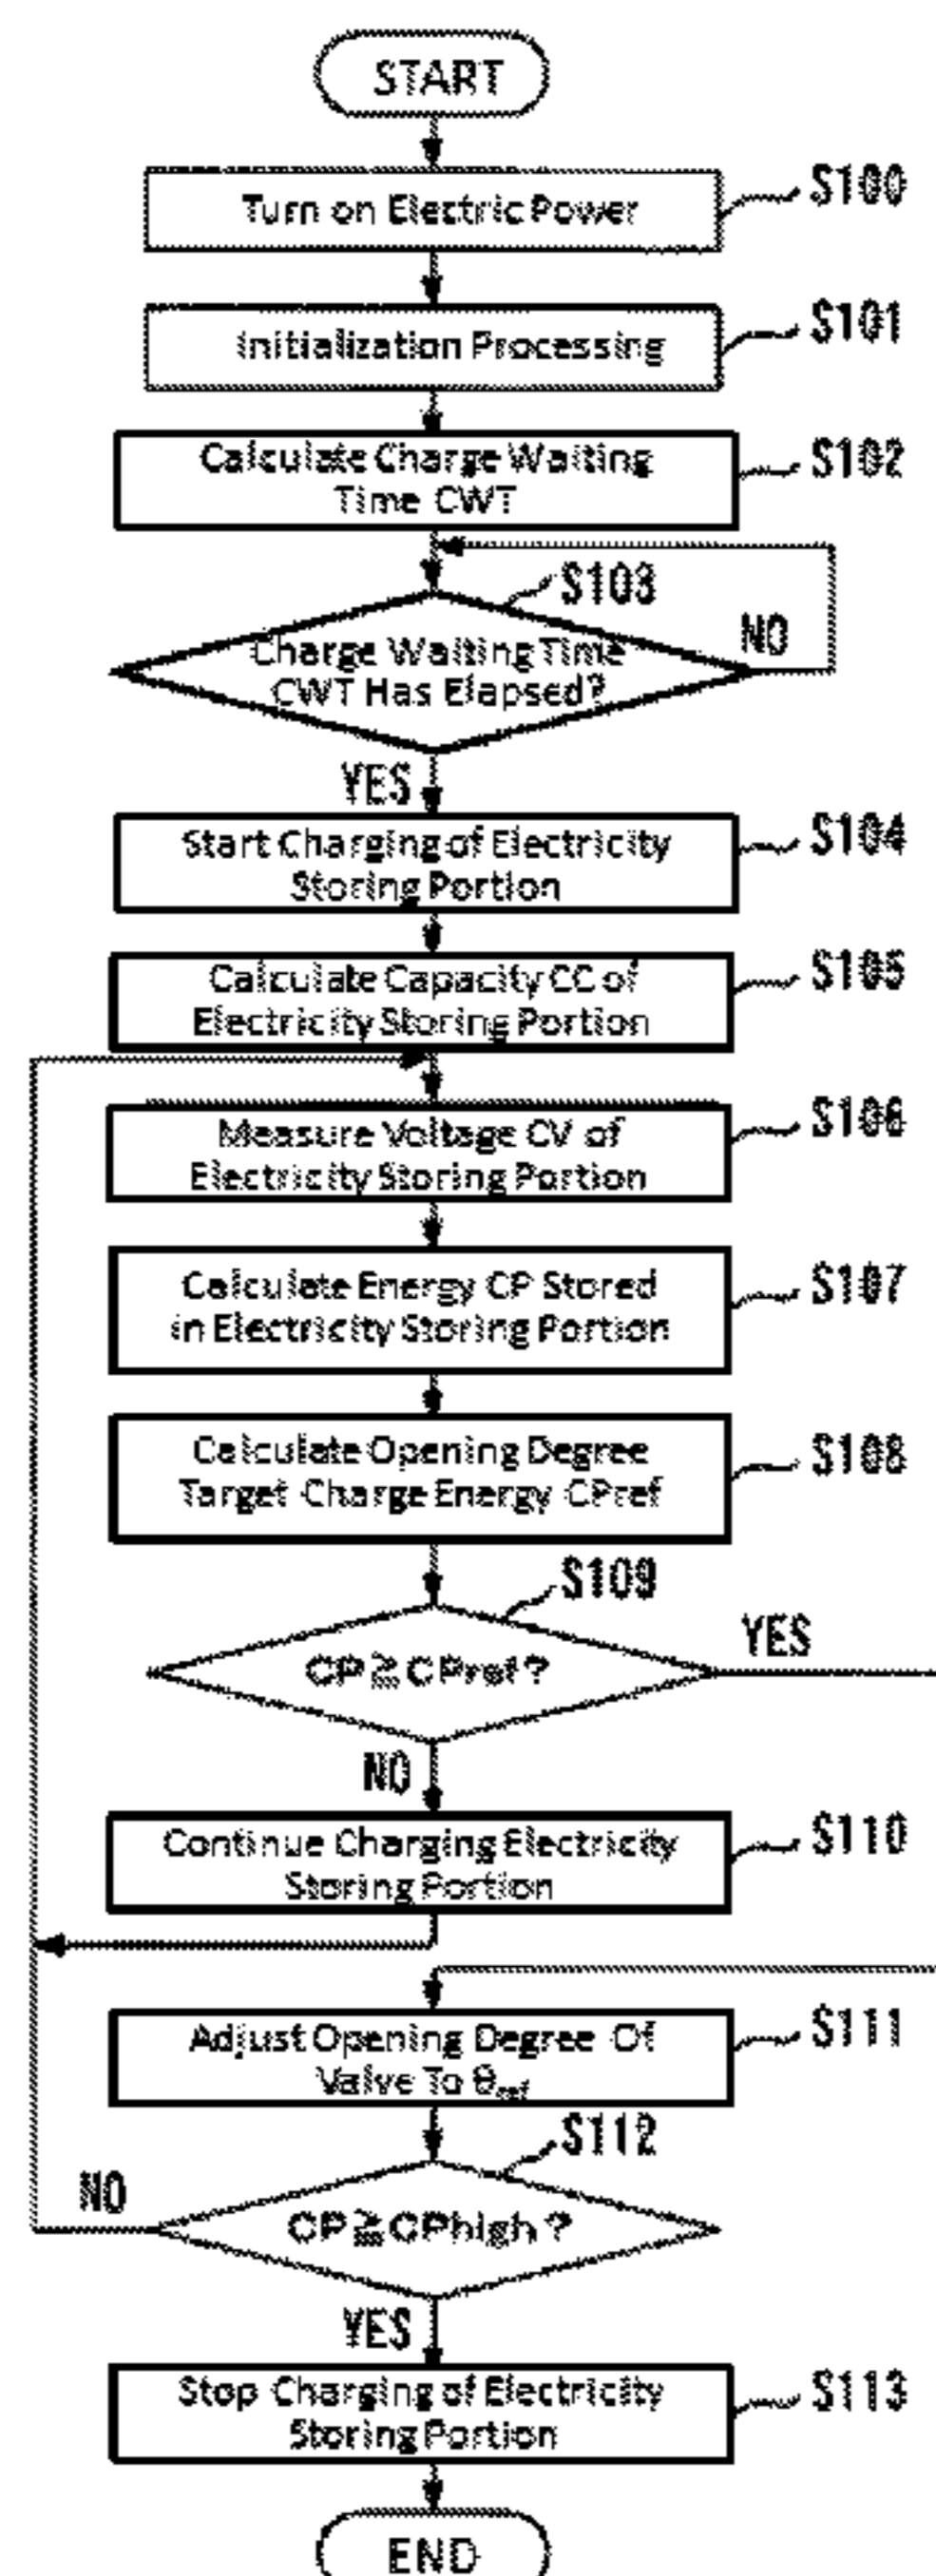 START
Turn on Electric Power
S100
Initialization Processing
S101
Calculate Charge Waiting
Time CWT
S102
S103
Charge Waiting Time
CWT Has Elapsed?
NO
YES
Start Charging of Electricity
Storing Portion
S104
Calculate Capacity CC of
Electricity Storing Portion
S105
Measure Voltage CV of
Electricity Storing Portion
S106
Calculate Energy CP Stored
in Electricity Storing Portion
S107
Calculate Opening Degree
Target Charge Energy CPref
S108
S109
CP≧CPref?
YES
NO
Continue Charging Electricity
Storing Portion
S110
Adjust Opening Degree Of
Valve To θref
S111
S112
CP≧CPhigh?
NO
YES
Stop Charging of Electricity
Storing Portion
S113
END